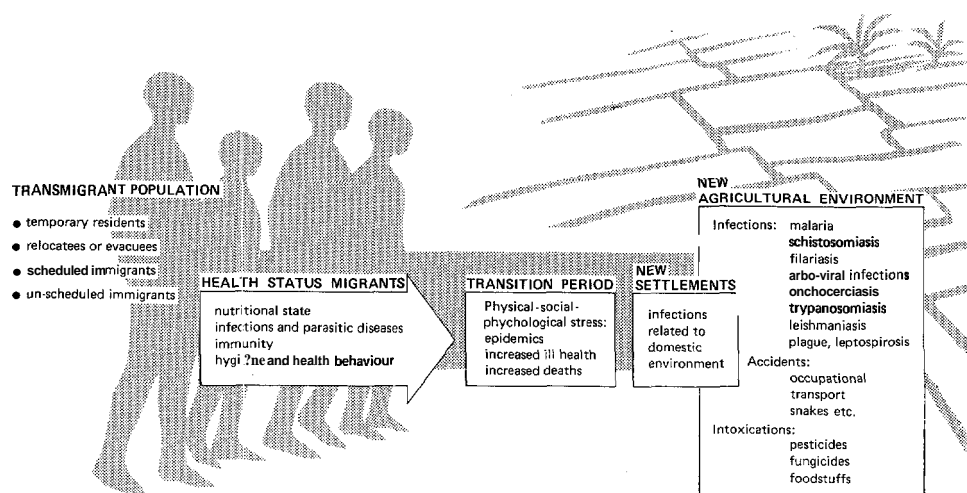 TRANSMIGRANT POPULATION
● temporary residents
● relocatees or evacuees
● scheduled immigrants
● un-scheduled immigrants
HEALTH STATUS MIGRANTS
nutritional state
infections and parasitic diseases
immunity
hygi ?ne and health behaviour
TRANSITION PERIOD
Physical-social-
phychological stress:
epidemics
increased ill health
increased deaths
NEW
SETTLEMENTS
infections
related to
domestic
environment
NEW
AGRICULTURAL ENVIRONMENT
Infections: malaria
schistosomiasis
filariasis
arbo-viral infections
onchocerciasis
trypanosomiasis
leishmaniasis
plague, leptospirosis
Accidents:
occupational
transport
snakes etc.
Intoxications:
pesticides
fungicides
foodstuffs